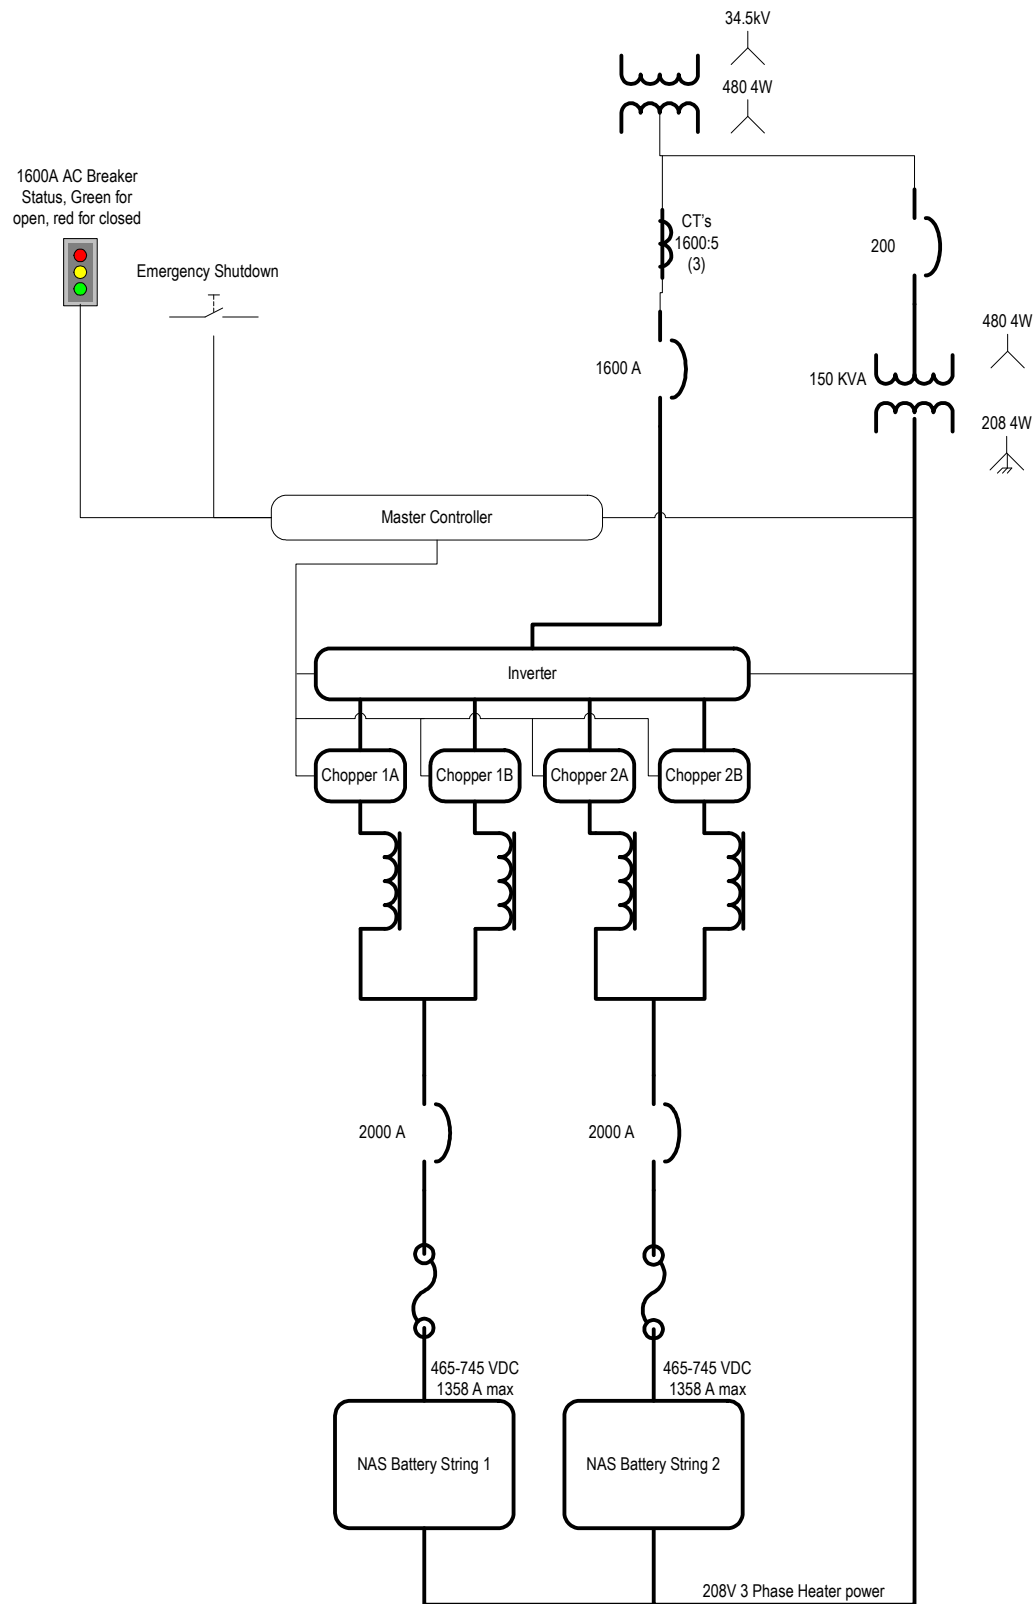 34.5kV
480 4W
1600A AC Breaker
Status, Green for
open, red for closed
Emergency Shutdown
CT's
1600:5
(3)
200
1600 A
480 4W
150 KVA
208 4W
Master Controller
Inverter
Chopper 1A
Chopper 1B
Chopper 2A
Chopper 2B
2000 A
2000 A
465-745 VDC
1358 A max
465-745 VDC
1358 A max
NAS Battery String 1
NAS Battery String 2
208V 3 Phase Heater power